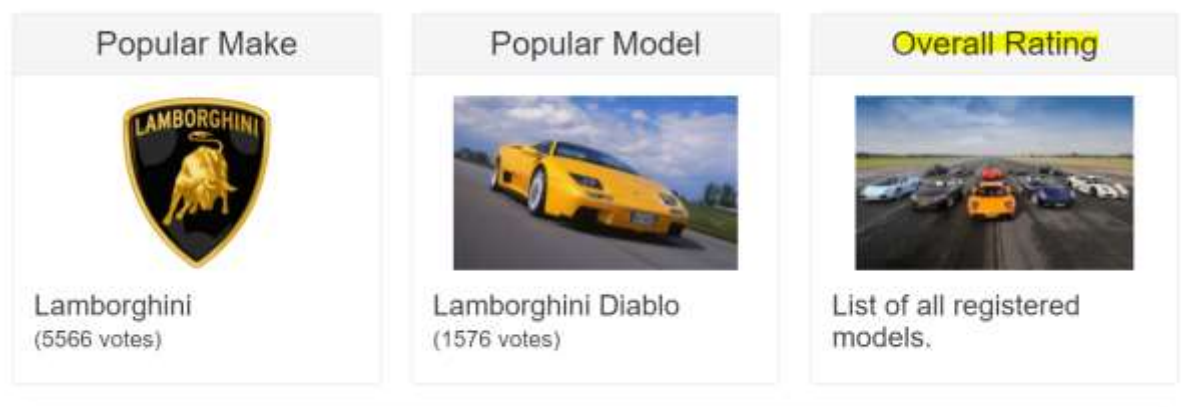 Popular Make
LAMBORGHINI
Lamborghini
(5566 votes)
Popular Model
Lamborghini Diablo
(1576 votes)
Overall Rating
List of all registered
models.